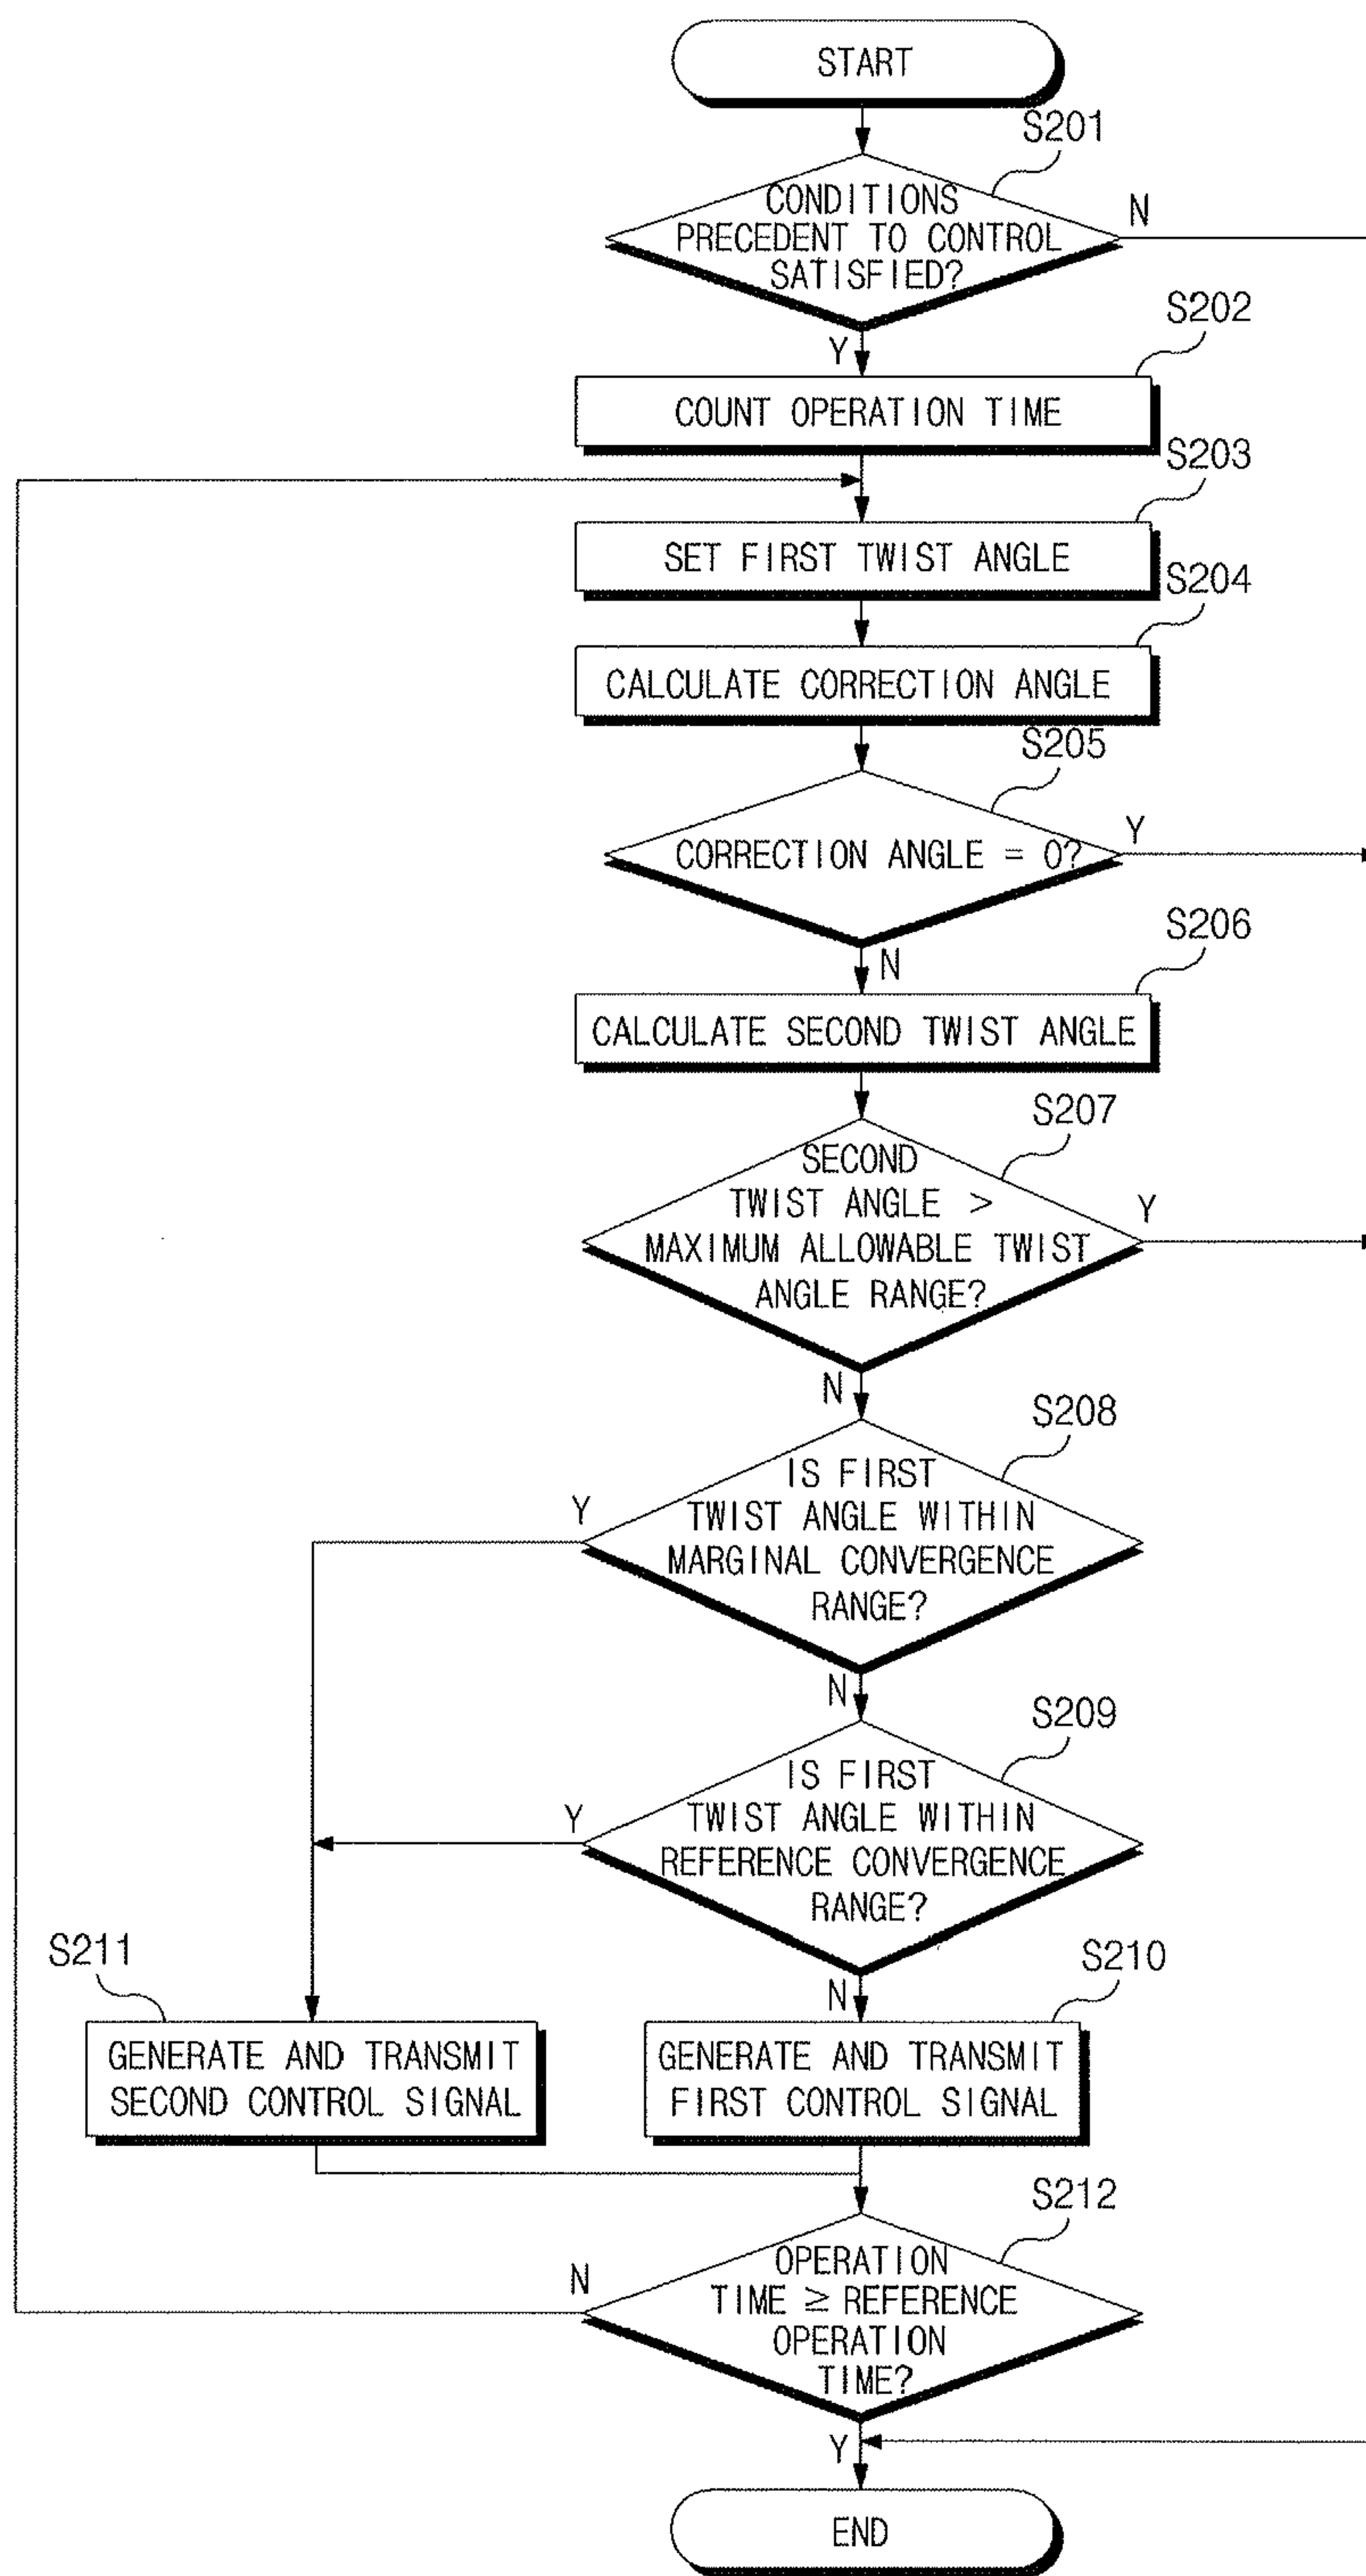 START
S201
CONDITIONS
PRECEDENT TO CONTROL
SATISFIED?
N
Y
S202
COUNT OPERATION TIME
S203
SET FIRST TWIST ANGLE
S204
CALCULATE CORRECTION ANGLE
S205
CORRECTION ANGLE = 0?
Y
N
S206
CALCULATE SECOND TWIST ANGLE
S207
SECOND
TWIST ANGLE >
MAXIMUM ALLOWABLE TWIST
ANGLE RANGE?
Y
N
S208
IS FIRST
TWIST ANGLE WITHIN
MARGINAL CONVERGENCE
RANGE?
Y
N
S209
IS FIRST
TWIST ANGLE WITHIN
REFERENCE CONVERGENCE
RANGE?
Y
N
S211
GENERATE AND TRANSMIT
SECOND CONTROL SIGNAL
S210
GENERATE AND TRANSMIT
FIRST CONTROL SIGNAL
S212
OPERATION
TIME ≥ REFERENCE
OPERATION
TIME?
N
Y
END